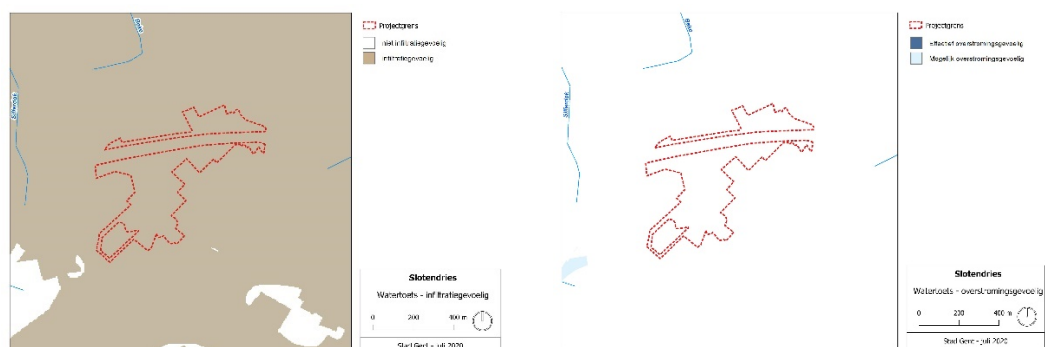 Projectgrens
niet infiltratiegevoelig
infiltratiegevoelig
Slotendries
Watertoets - infiltratiegevoelig
0 200 400 m
Stad Gent - juli 2020
Projectgrens
Effectief overstromingsgevoelig
Mogelijk overstromingsgevoelig
Slotendries
Watertoets - overstromingsgevoelig
0 200 400 m
Stad Gent - juli 2020